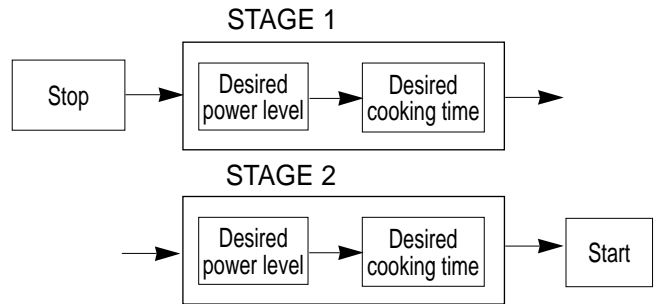 STAGE 1
Stop
Desired
power level
Desired
cooking time
STAGE 2
Desired
power level
Desired
cooking time
Start